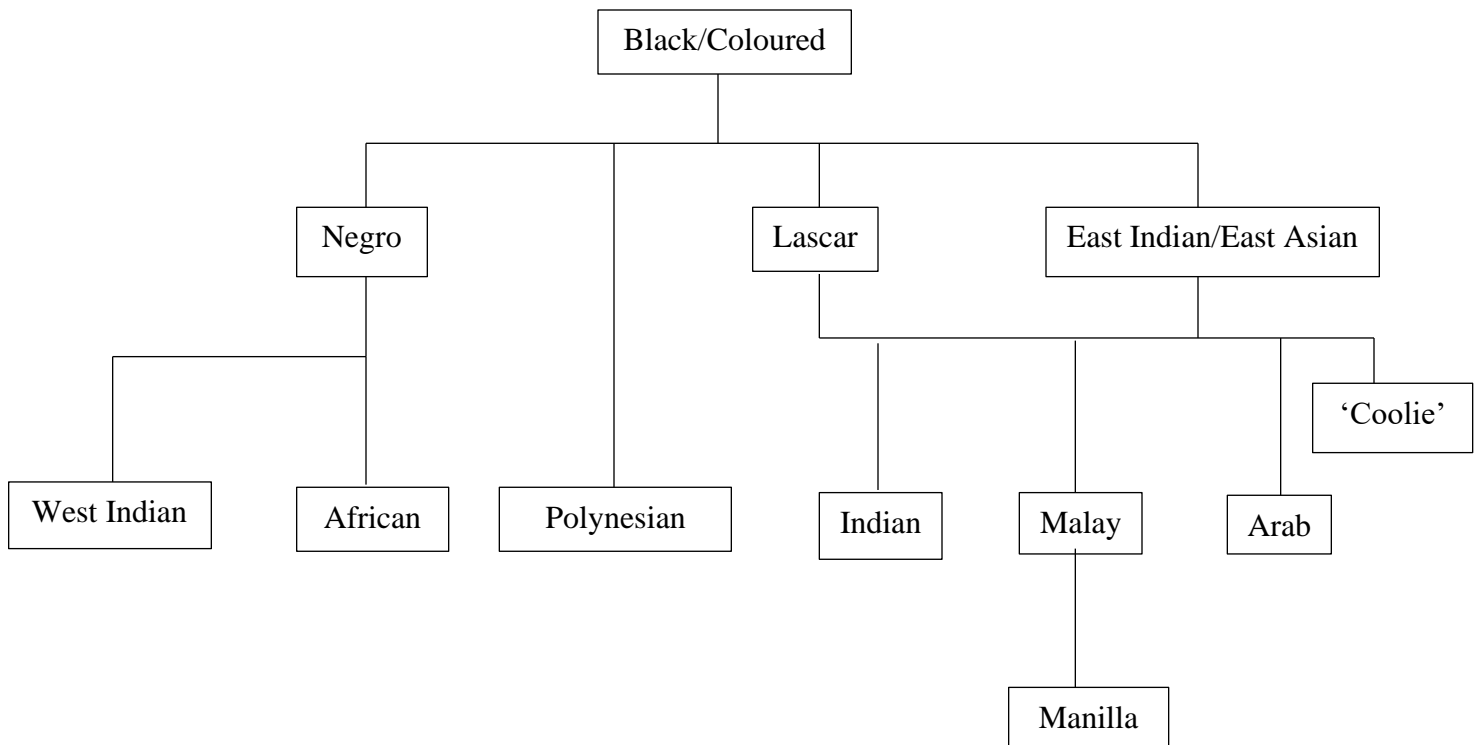 Black/Coloured
Negro
Lascar
East Indian/East Asian
‘Coolie’
West Indian
African
Polynesian
Indian
Malay
Arab
Manilla